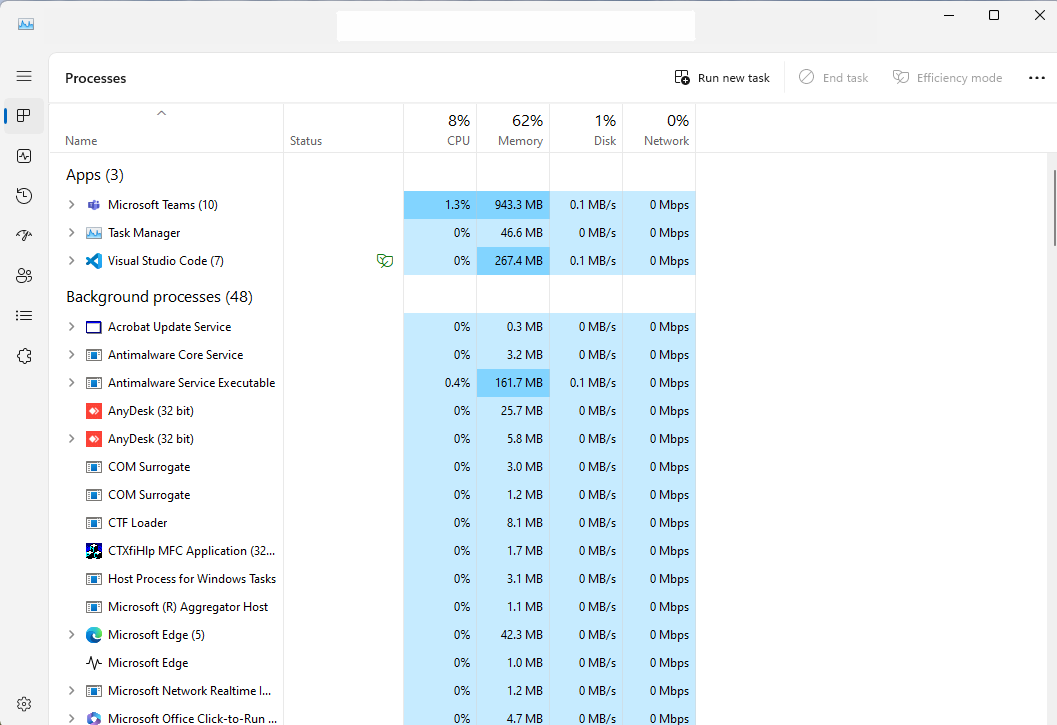 Processes Run new task End task Efficiency mode
8% 62% 1% 0%
Name Status CPU Memory Disk Network
Apps (3)
Microsoft Teams (10) 1.3% 943.3 MB 0.1 MB/s 0 Mbps
Task Manager 0% 46.6 MB 0 MB/s 0 Mbps
Visual Studio Code (7) 0% 267.4 MB 0.1 MB/s 0 Mbps
Background processes (48)
Acrobat Update Service 0% 0.3 MB 0 MB/s 0 Mbps
Antimalware Core Service 0% 3.2 MB 0 MB/s 0 Mbps
Antimalware Service Executable 0.4% 161.7 MB 0.1 MB/s 0 Mbps
AnyDesk (32 bit) 0% 25.7 MB 0 MB/s 0 Mbps
AnyDesk (32 bit) 0% 5.8 MB 0 MB/s 0 Mbps
COM Surrogate 0% 3.0 MB 0 MB/s 0 Mbps
COM Surrogate 0% 1.2 MB 0 MB/s 0 Mbps
CTF Loader 0% 8.1 MB 0 MB/s 0 Mbps
CTXfiHlp MFC Application (32... 0% 1.7 MB 0 MB/s 0 Mbps
Host Process for Windows Tasks 0% 3.1 MB 0 MB/s 0 Mbps
Microsoft (R) Aggregator Host 0% 1.1 MB 0 MB/s 0 Mbps
Microsoft Edge (5) 0% 42.3 MB 0 MB/s 0 Mbps
Microsoft Edge 0% 1.0 MB 0 MB/s 0 Mbps
Microsoft Network Realtime I... 0% 1.2 MB 0 MB/s 0 Mbps
Microsoft Office Click-to-Run ... 0% 4.7 MB 0 MB/s 0 Mbps